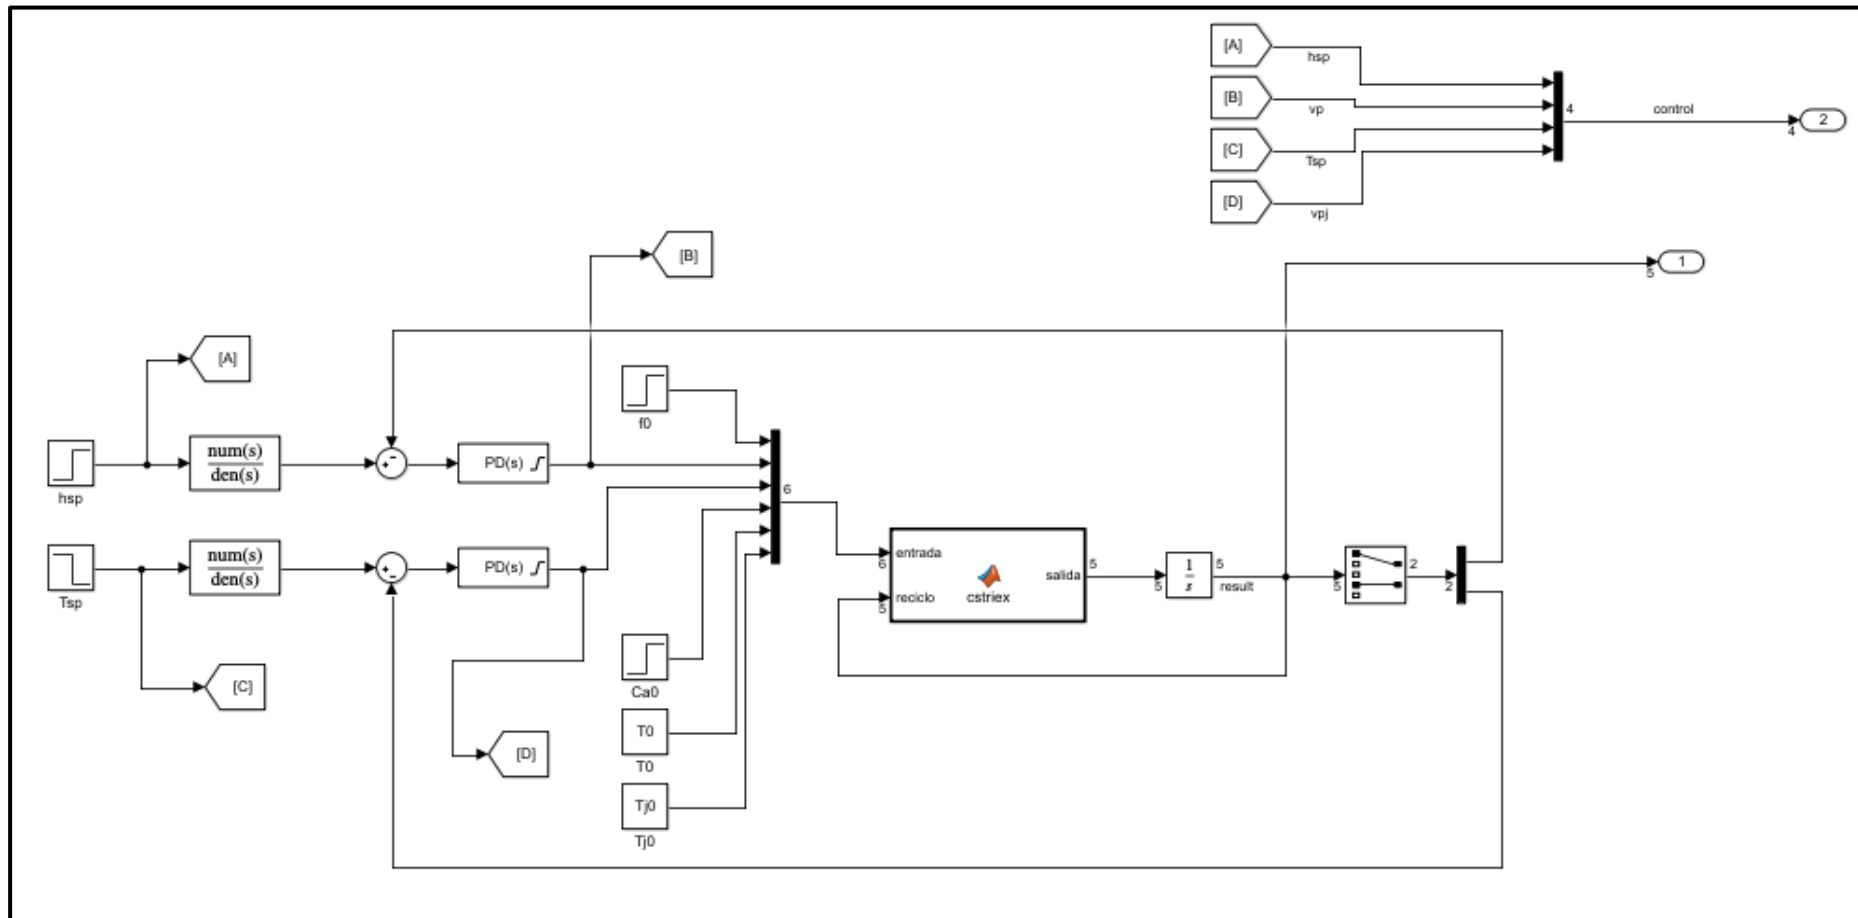 [A]
hsp
[B]
vp
[C]
Tsp
[D]
vpj
4
control
4
2
[B]
5
1
[A]
f0
num(s)
den(s)
hsp
+
-
PD(s)
6
num(s)
den(s)
Tsp
+
-
PD(s)
entrada
6
reciclo
5
cstriex
salida
5
5
1
s
5
result
5
2
2
[C]
Ca0
[D]
T0
T0
Tj0
Tj0